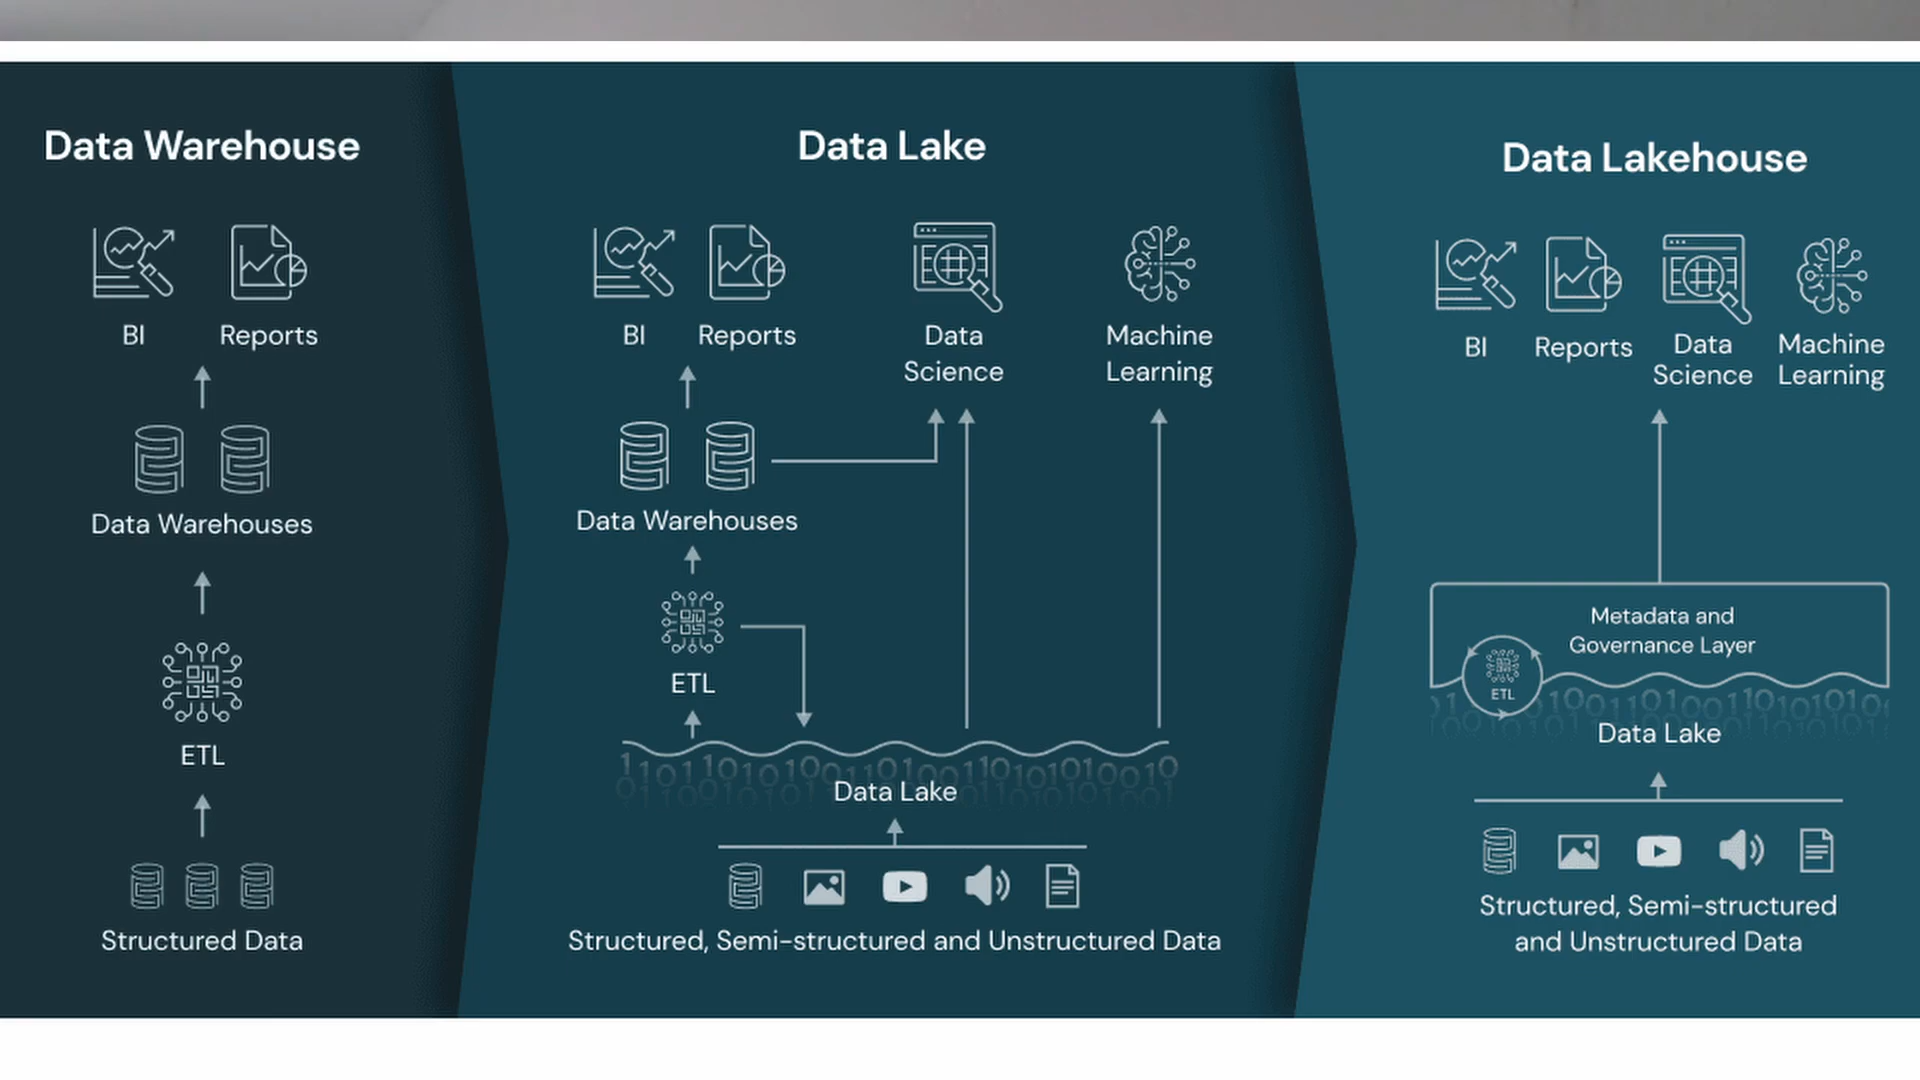 Data Warehouse
BI
Reports
Data Warehouses
ETL
Structured Data
Data Lake
BI
Reports
Data
Science
Machine
Learning
Data Warehouses
ETL
Data Lake
Structured, Semi-structured and Unstructured Data
Data Lakehouse
BI
Reports
Data
Science
Machine
Learning
Metadata and
Governance Layer
ETL
Data Lake
Structured, Semi-structured
and Unstructured Data